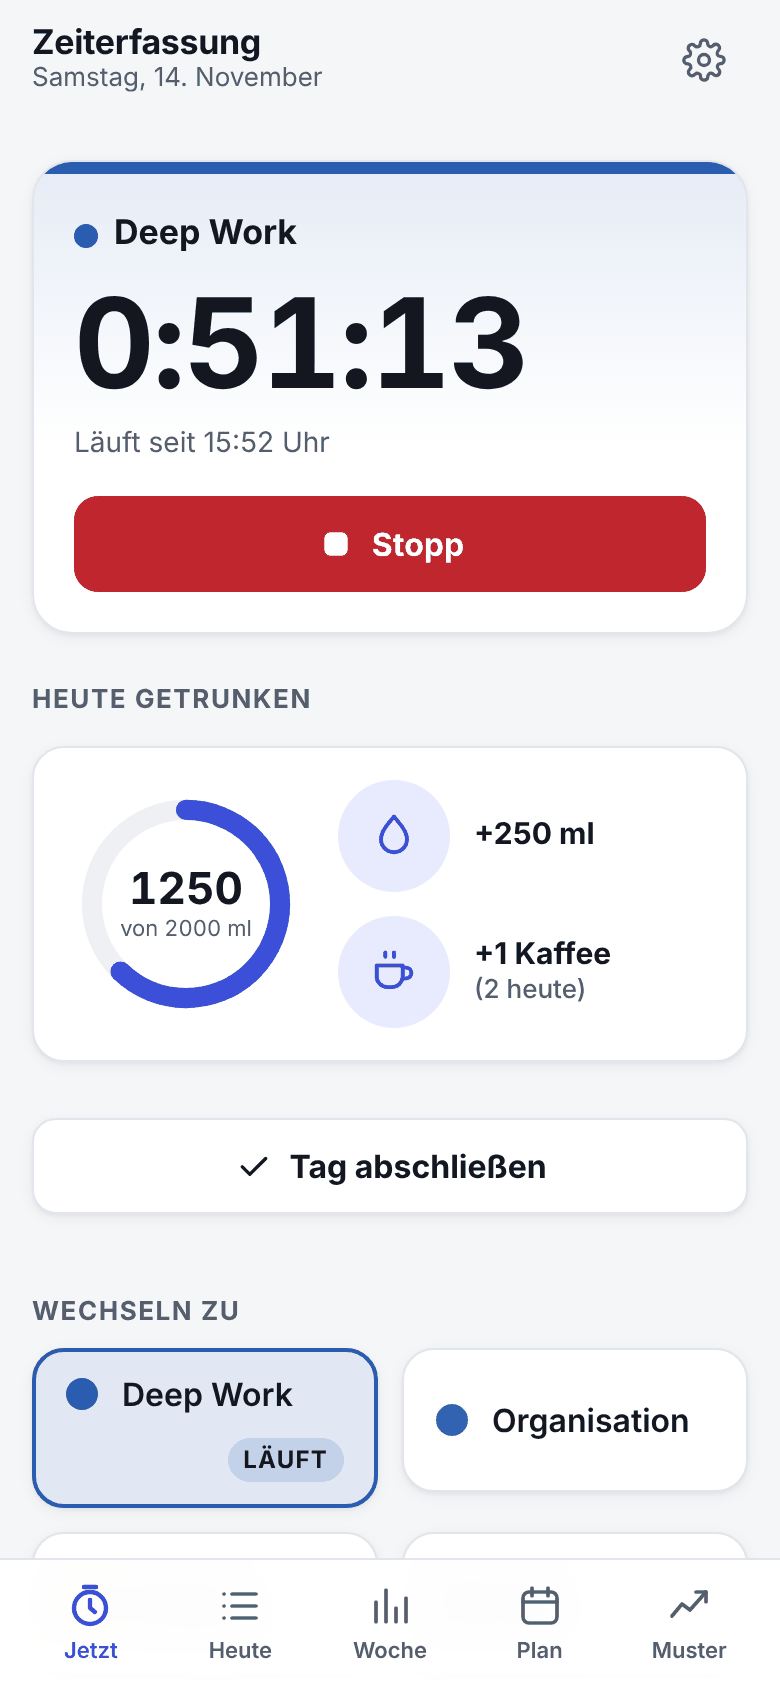 Zeiterfassung
Samstag, 14. November
Deep Work
0:51:13
Läuft seit 15:52 Uhr
Stopp
HEUTE GETRUNKEN
1250
von 2000 ml
+250 ml
+1 Kaffee
(2 heute)
Tag abschließen
WECHSELN ZU
Deep Work
LÄUFT
Organisation
Jetzt
Heute
Woche
Plan
Muster